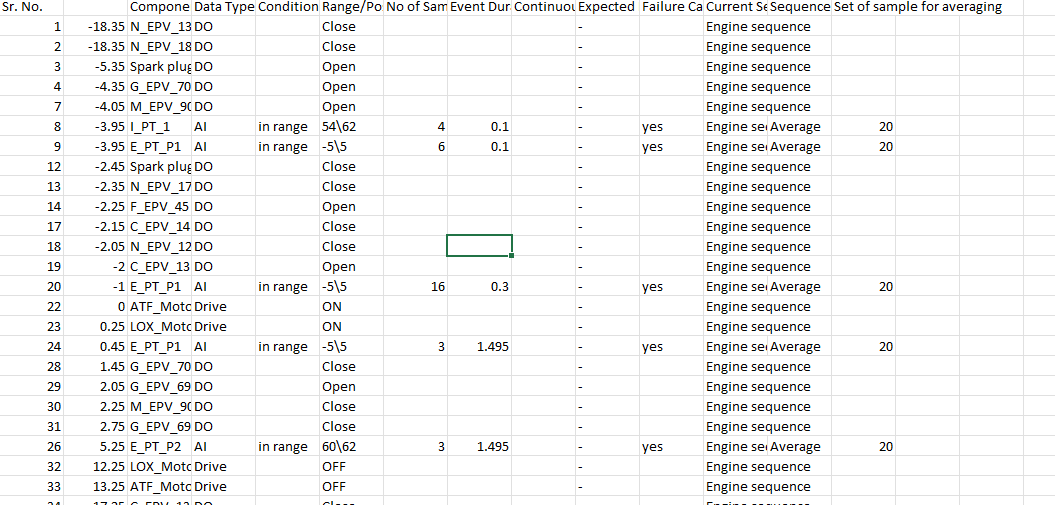 Sr. No. Compone Data Type Condition Range/Po No of Sam Event Dur Continuou Expected Failure Ca Current Se Sequence Set of sample for averaging
1 -18.35 N_EPV_13 DO Close - Engine sequence
2 -18.35 N_EPV_18 DO Close - Engine sequence
3 -5.35 Spark plug DO Open - Engine sequence
4 -4.35 G_EPV_70 DO Open - Engine sequence
7 -4.05 M_EPV_90 DO Open - Engine sequence
8 -3.95 I_PT_1 AI in range 54\62 4 0.1 - yes Engine se Average 20
9 -3.95 E_PT_P1 AI in range -5\5 6 0.1 - yes Engine se Average 20
12 -2.45 Spark plug DO Close - Engine sequence
13 -2.35 N_EPV_17 DO Close - Engine sequence
14 -2.25 F_EPV_45 DO Open - Engine sequence
17 -2.15 C_EPV_14 DO Close - Engine sequence
18 -2.05 N_EPV_12 DO Close - Engine sequence
19 -2 C_EPV_13 DO Open - Engine sequence
20 -1 E_PT_P1 AI in range -5\5 16 0.3 - yes Engine se Average 20
22 0 ATF_Moto Drive ON - Engine sequence
23 0.25 LOX_Moto Drive ON - Engine sequence
24 0.45 E_PT_P1 AI in range -5\5 3 1.495 - yes Engine se Average 20
28 1.45 G_EPV_70 DO Close - Engine sequence
29 2.05 G_EPV_69 DO Open - Engine sequence
30 2.25 M_EPV_90 DO Close - Engine sequence
31 2.75 G_EPV_69 DO Close - Engine sequence
26 5.25 E_PT_P2 AI in range 60\62 3 1.495 - yes Engine se Average 20
32 12.25 LOX_Moto Drive OFF - Engine sequence
33 13.25 ATF_Moto Drive OFF - Engine sequence